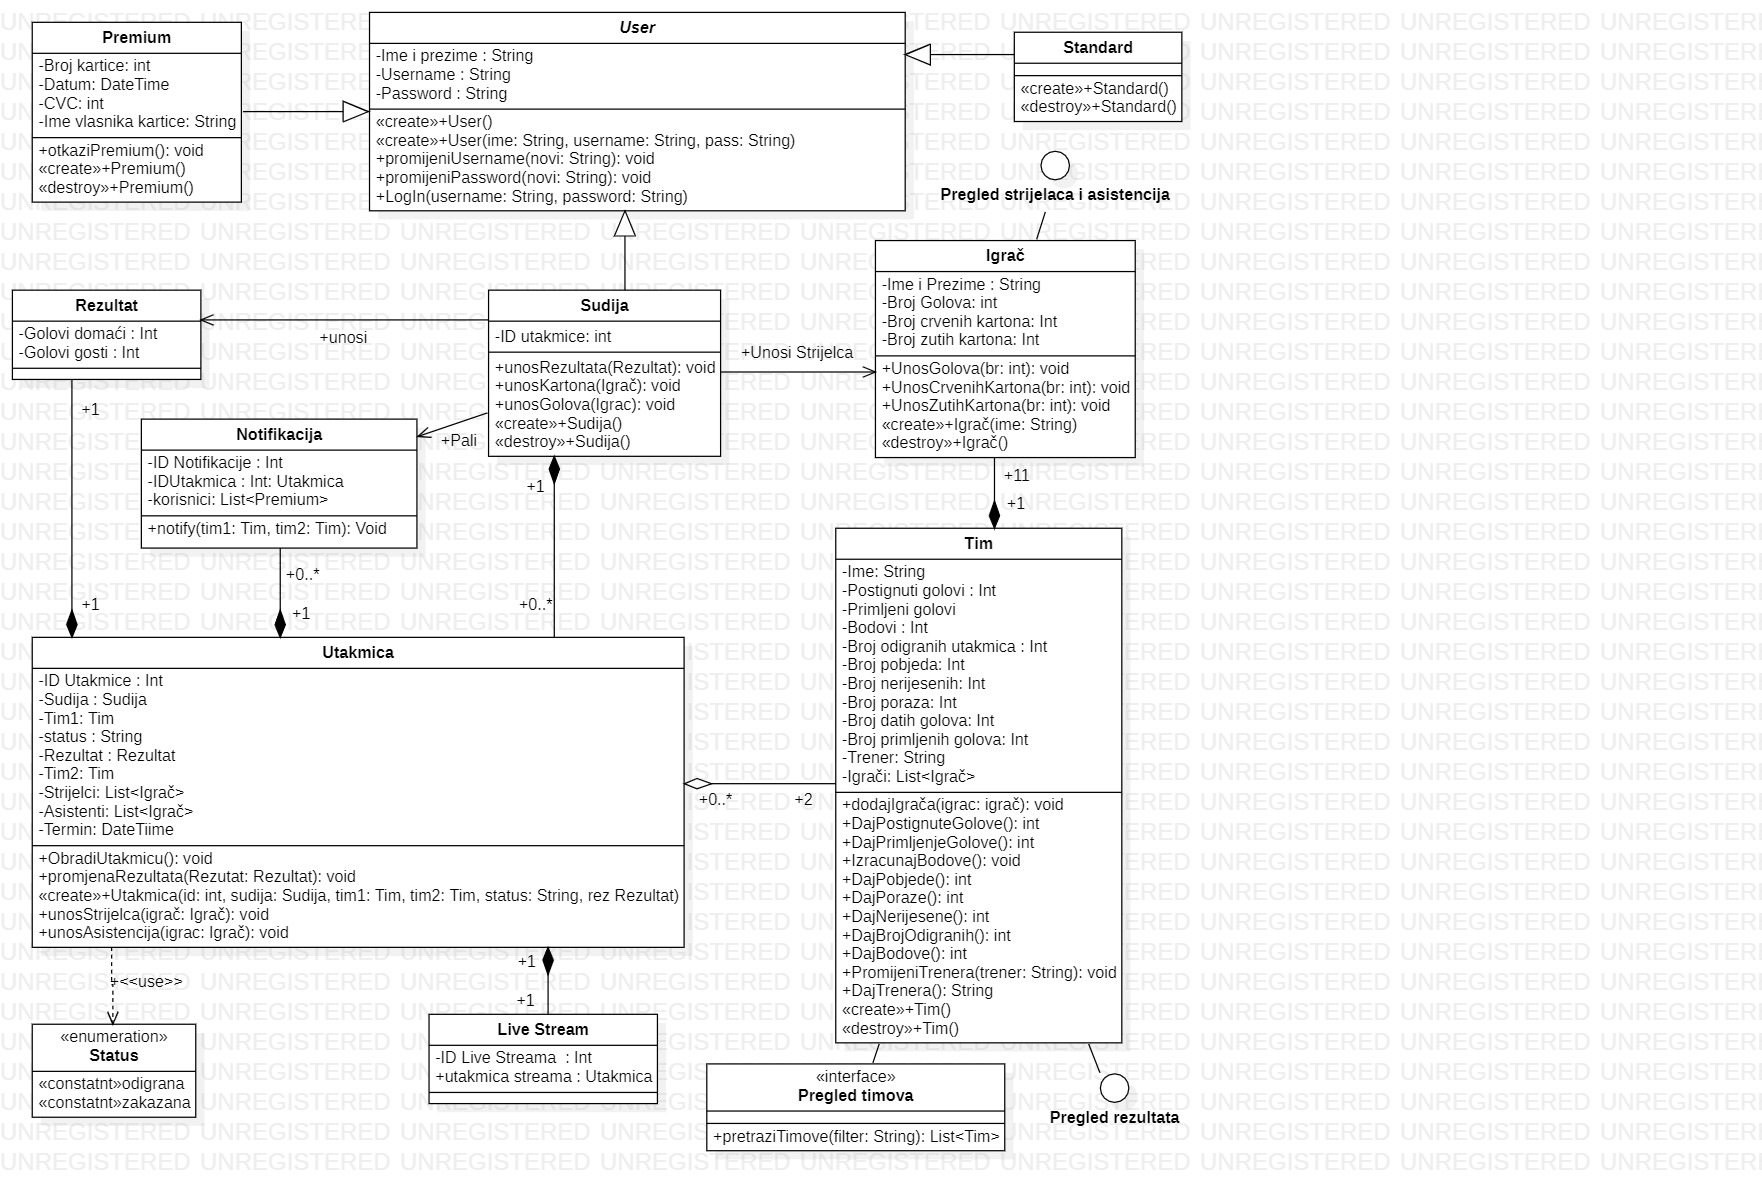 Premium
-Broj kartice: int
-Datum: DateTime
-CVC: int
-Ime vlasnika kartice: String
+otkaziPremium(): void
«create»+Premium()
«destroy»+Premium()
User
-Ime i prezime : String
-Username : String
-Password : String
«create»+User()
«create»+User(ime: String, username: String, pass: String)
+promijeniUsername(novi: String): void
+promijeniPassword(novi: String): void
+LogIn(username: String, password: String)
Standard
«create»+Standard()
«destroy»+Standard()
Pregled strijelaca i asistencija
Rezultat
-Golovi domaći : Int
-Golovi gosti : Int
+unosi
Sudija
-ID utakmice: int
+unosRezultata(Rezultat): void
+unosKartona(Igrač): void
+unosGolova(Igrac): void
«create»+Sudija()
«destroy»+Sudija()
+Unosi Strijelca
Igrač
-Ime i Prezime : String
-Broj Golova: int
-Broj crvenih kartona: Int
-Broj zutih kartona: Int
+UnosGolova(br: int): void
+UnosCrvenihKartona(br: int): void
+UnosZutihKartona(br: int): void
«create»+Igrač(ime: String)
«destroy»+Igrač()
+1
Notifikacija
-ID Notifikacije : Int
-IDUtakmica : Int: Utakmica
-korisnici: List<Premium>
+notify(tim1: Tim, tim2: Tim): Void
+Pali
+1
+11
+1
+0..*
+1
+1
+0..*
Tim
-Ime: String
-Postignuti golovi : Int
-Primljeni golovi
-Bodovi : Int
-Broj odigranih utakmica : Int
-Broj pobjeda: Int
-Broj nerijesenih: Int
-Broj poraza: Int
-Broj datih golova: Int
-Broj primljenih golova: Int
-Trener: String
-Igrači: List<Igrač>
+dodajIgrača(igrac: igrač): void
+DajPostignuteGolove(): int
+DajPrimljenjeGolove(): int
+IzracunajBodove(): void
+DajPobjede(): int
+DajPoraze(): int
+DajNerijesene(): int
+DajBrojOdigranih(): int
+DajBodove(): int
+PromijeniTrenera(trener: String): void
+DajTrenera(): String
«create»+Tim()
«destroy»+Tim()
Utakmica
-ID Utakmice : Int
-Sudija : Sudija
-Tim1: Tim
-status : String
-Rezultat : Rezultat
-Tim2: Tim
-Strijelci: List<Igrač>
-Asistenti: List<Igrač>
-Termin: DateTiime
+ObradiUtakmicu(): void
+promjenaRezultata(Rezutat: Rezultat): void
«create»+Utakmica(id: int, sudija: Sudija, tim1: Tim, tim2: Tim, status: String, rez Rezultat)
+unosStrijelca(igrač: Igrač): void
+unosAsistencija(igrac: Igrač): void
+0..*
+2
+<<use>>
+1
+1
«enumeration»
Status
«constatnt»odigrana
«constatnt»zakazana
Live Stream
-ID Live Streama  : Int
+utakmica streama : Utakmica
«interface»
Pregled timova
+pretraziTimove(filter: String): List<Tim>
Pregled rezultata